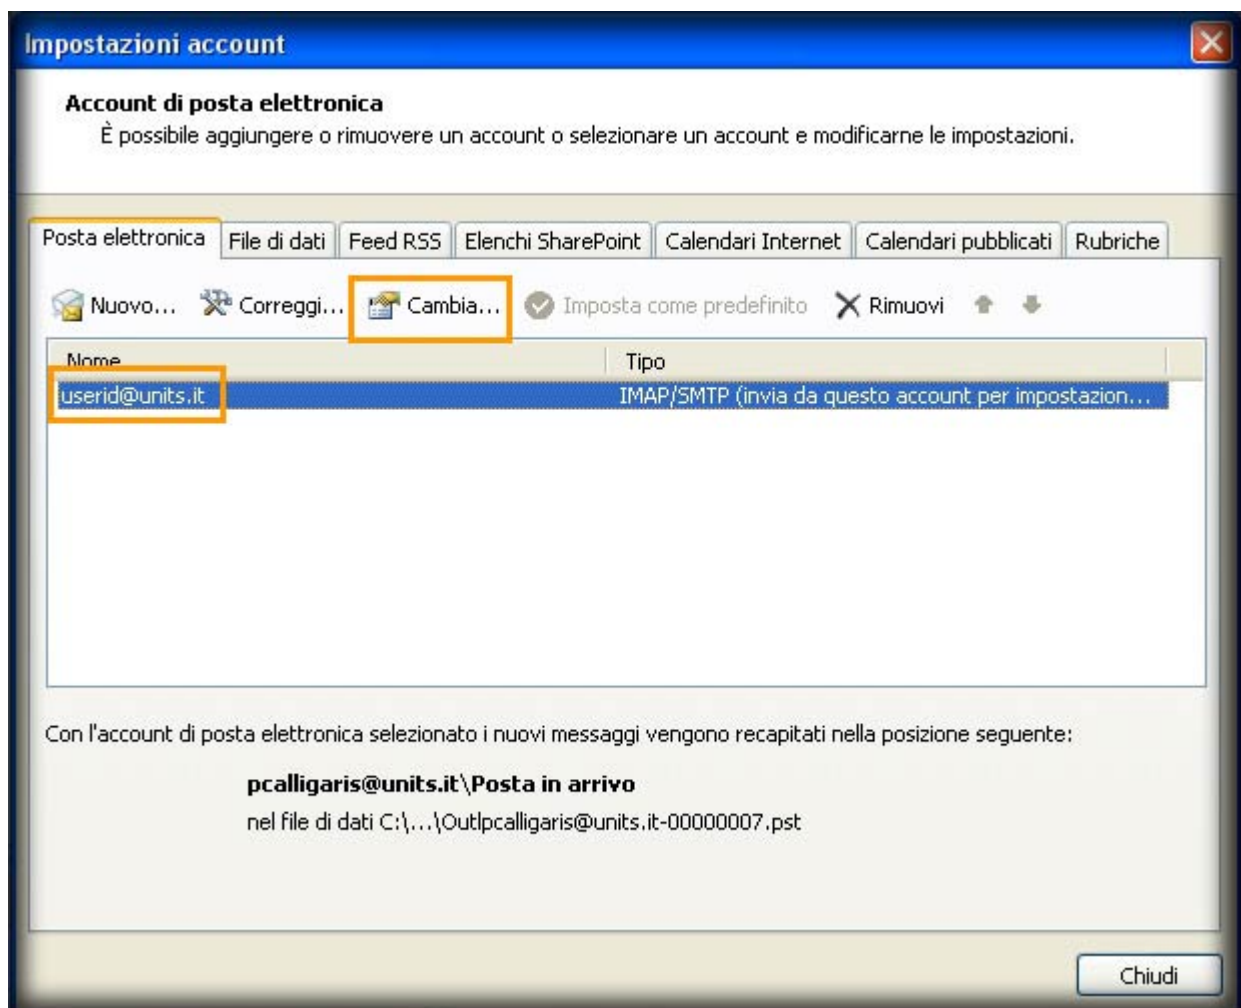 Impostazioni account
Account di posta elettronica
È possibile aggiungere o rimuovere un account o selezionare un account e modificarne le impostazioni.
Posta elettronica File di dati Feed RSS Elenchi SharePoint Calendari Internet Calendari pubblicati Rubriche
Nuovo... Correggi... Cambia... Imposta come predefinito Rimuovi
Nome Tipo
userid@units.it IMAP/SMTP (invia da questo account per impostazion...
Con l'account di posta elettronica selezionato i nuovi messaggi vengono recapitati nella posizione seguente:
pcalligaris@units.it\Posta in arrivo
nel file di dati C:\...\Outlpcalligaris@units.it-00000007.pst
Chiudi